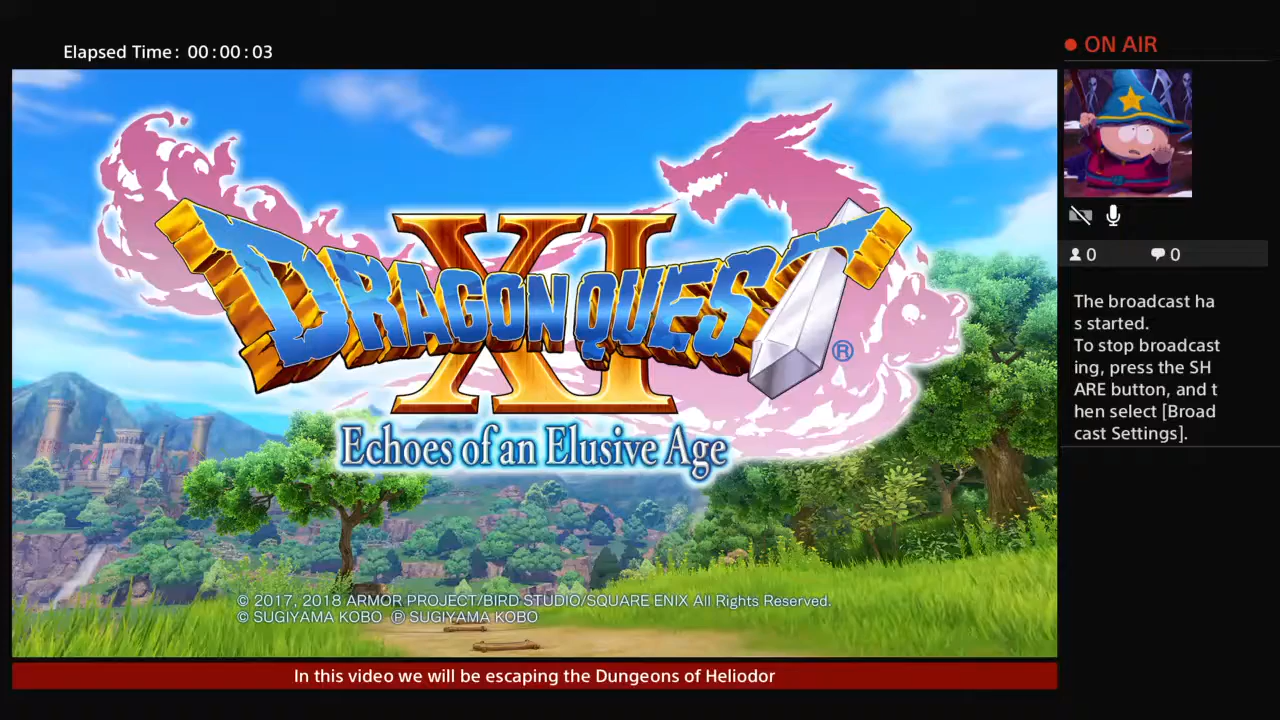 Elapsed Time: 00:00:03
ON AIR
XI
DRAGON QUEST
®
Echoes of an Elusive Age
0
0
The broadcast ha
s started.
To stop broadcast
ing, press the SH
ARE button, and t
hen select [Broad
cast Settings].
© 2017, 2018 ARMOR PROJECT/BIRD STUDIO/SQUARE ENIX All Rights Reserved.
© SUGIYAMA KOBO ℗ SUGIYAMA KOBO
In this video we will be escaping the Dungeons of Heliodor